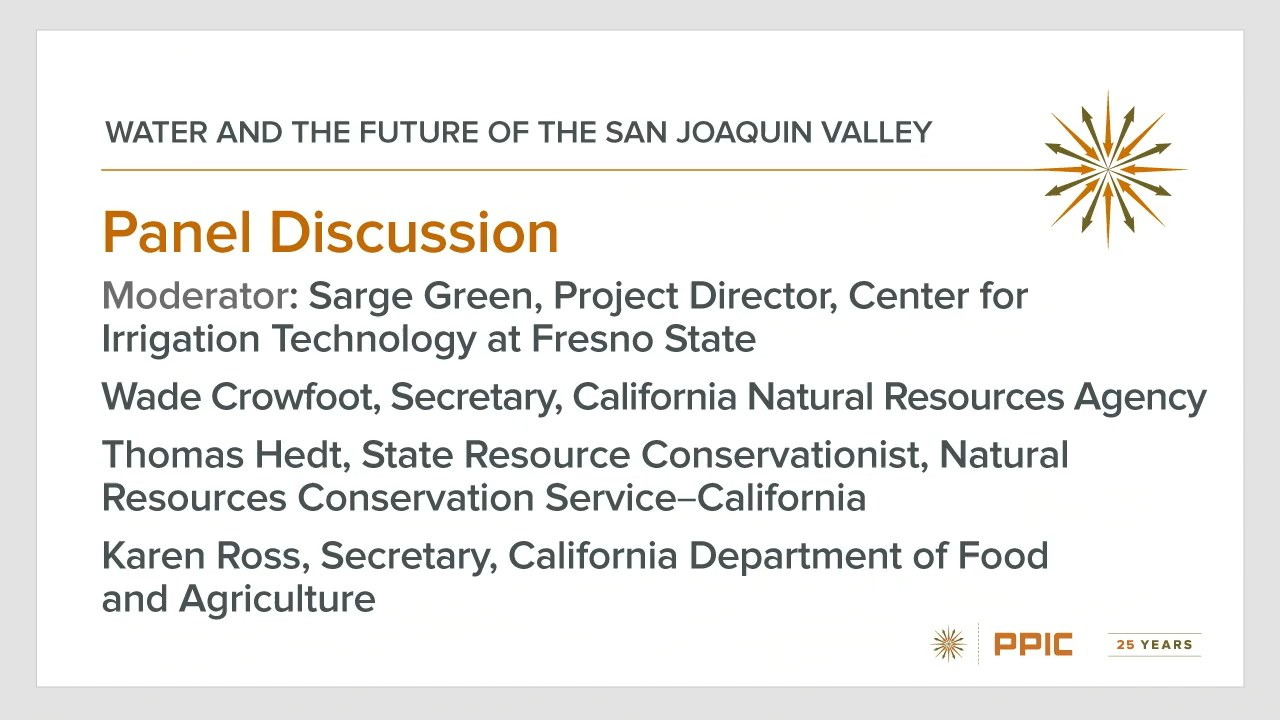 WATER AND THE FUTURE OF THE SAN JOAQUIN VALLEY
Panel Discussion
Moderator: Sarge Green, Project Director, Center for
Irrigation Technology at Fresno State
Wade Crowfoot, Secretary, California Natural Resources Agency
Thomas Hedt, State Resource Conservationist, Natural
Resources Conservation Service–California
Karen Ross, Secretary, California Department of Food
and Agriculture
PPIC
25 YEARS